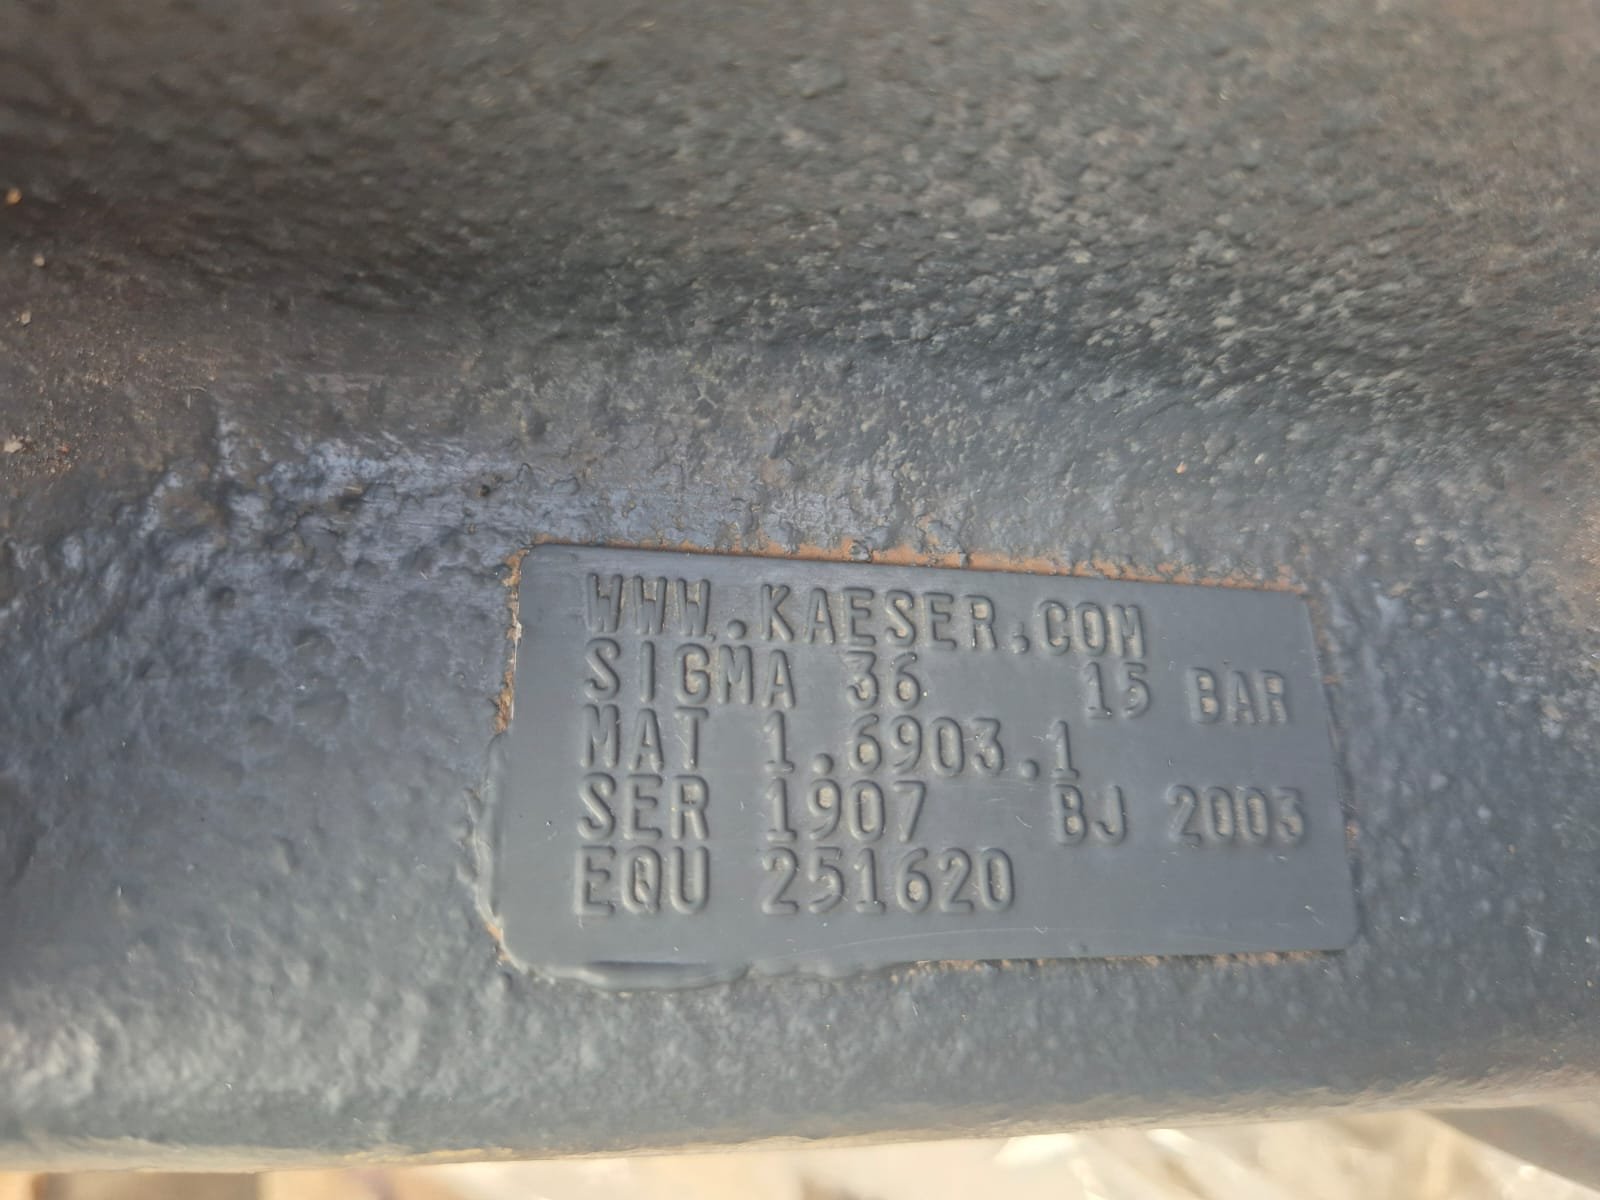 WWW.KAESER.COM
SIGMA 36 15 BAR
MAT 1.6903.1
SER 1907 BJ 2003
EQU 251620